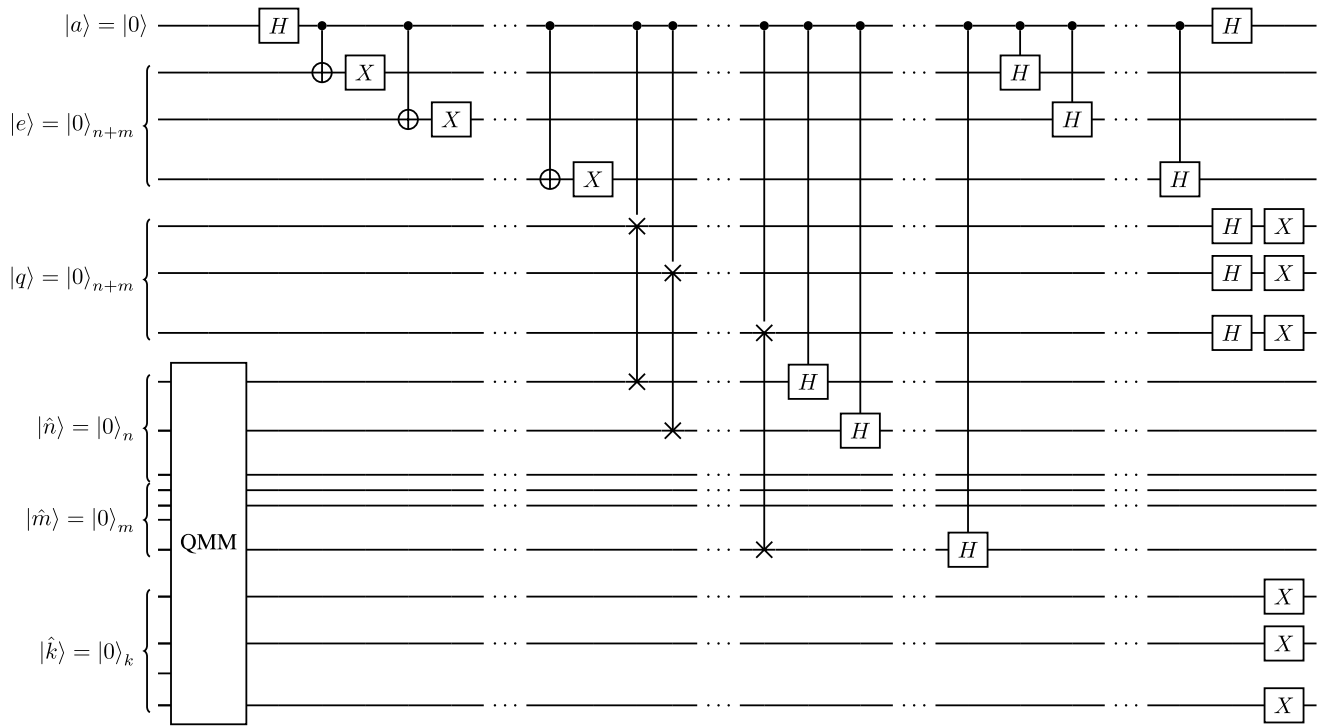 |a⟩ = |0⟩ H H
X H
|e⟩ = |0⟩ₙ₊ₘ X H
X H
H X
|q⟩ = |0⟩ₙ₊ₘ H X
H X
H
|n̂⟩ = |0⟩ₙ H
|m̂⟩ = |0⟩ₘ
QMM H
X
|k̂⟩ = |0⟩ₖ X
X